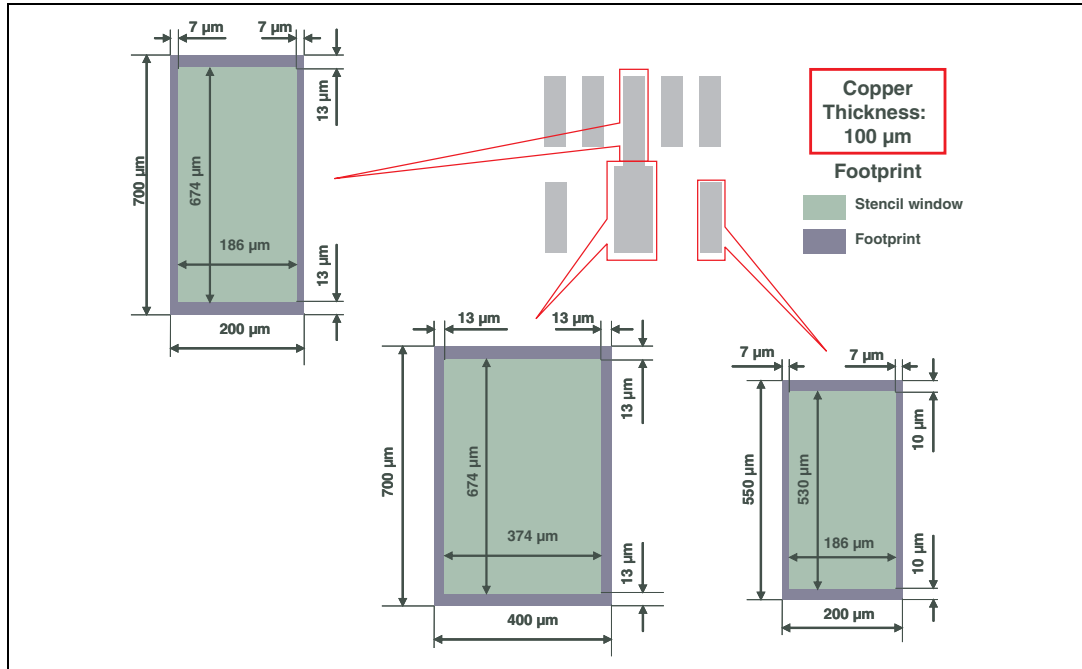 7 µm
7 µm
13 µm
700 µm
674 µm
186 µm
13 µm
200 µm
Copper
Thickness:
100 µm
Footprint
Stencil window
Footprint
13 µm
13 µm
13 µm
700 µm
674 µm
374 µm
13 µm
400 µm
7 µm
7 µm
10 µm
550 µm
530 µm
186 µm
10 µm
200 µm